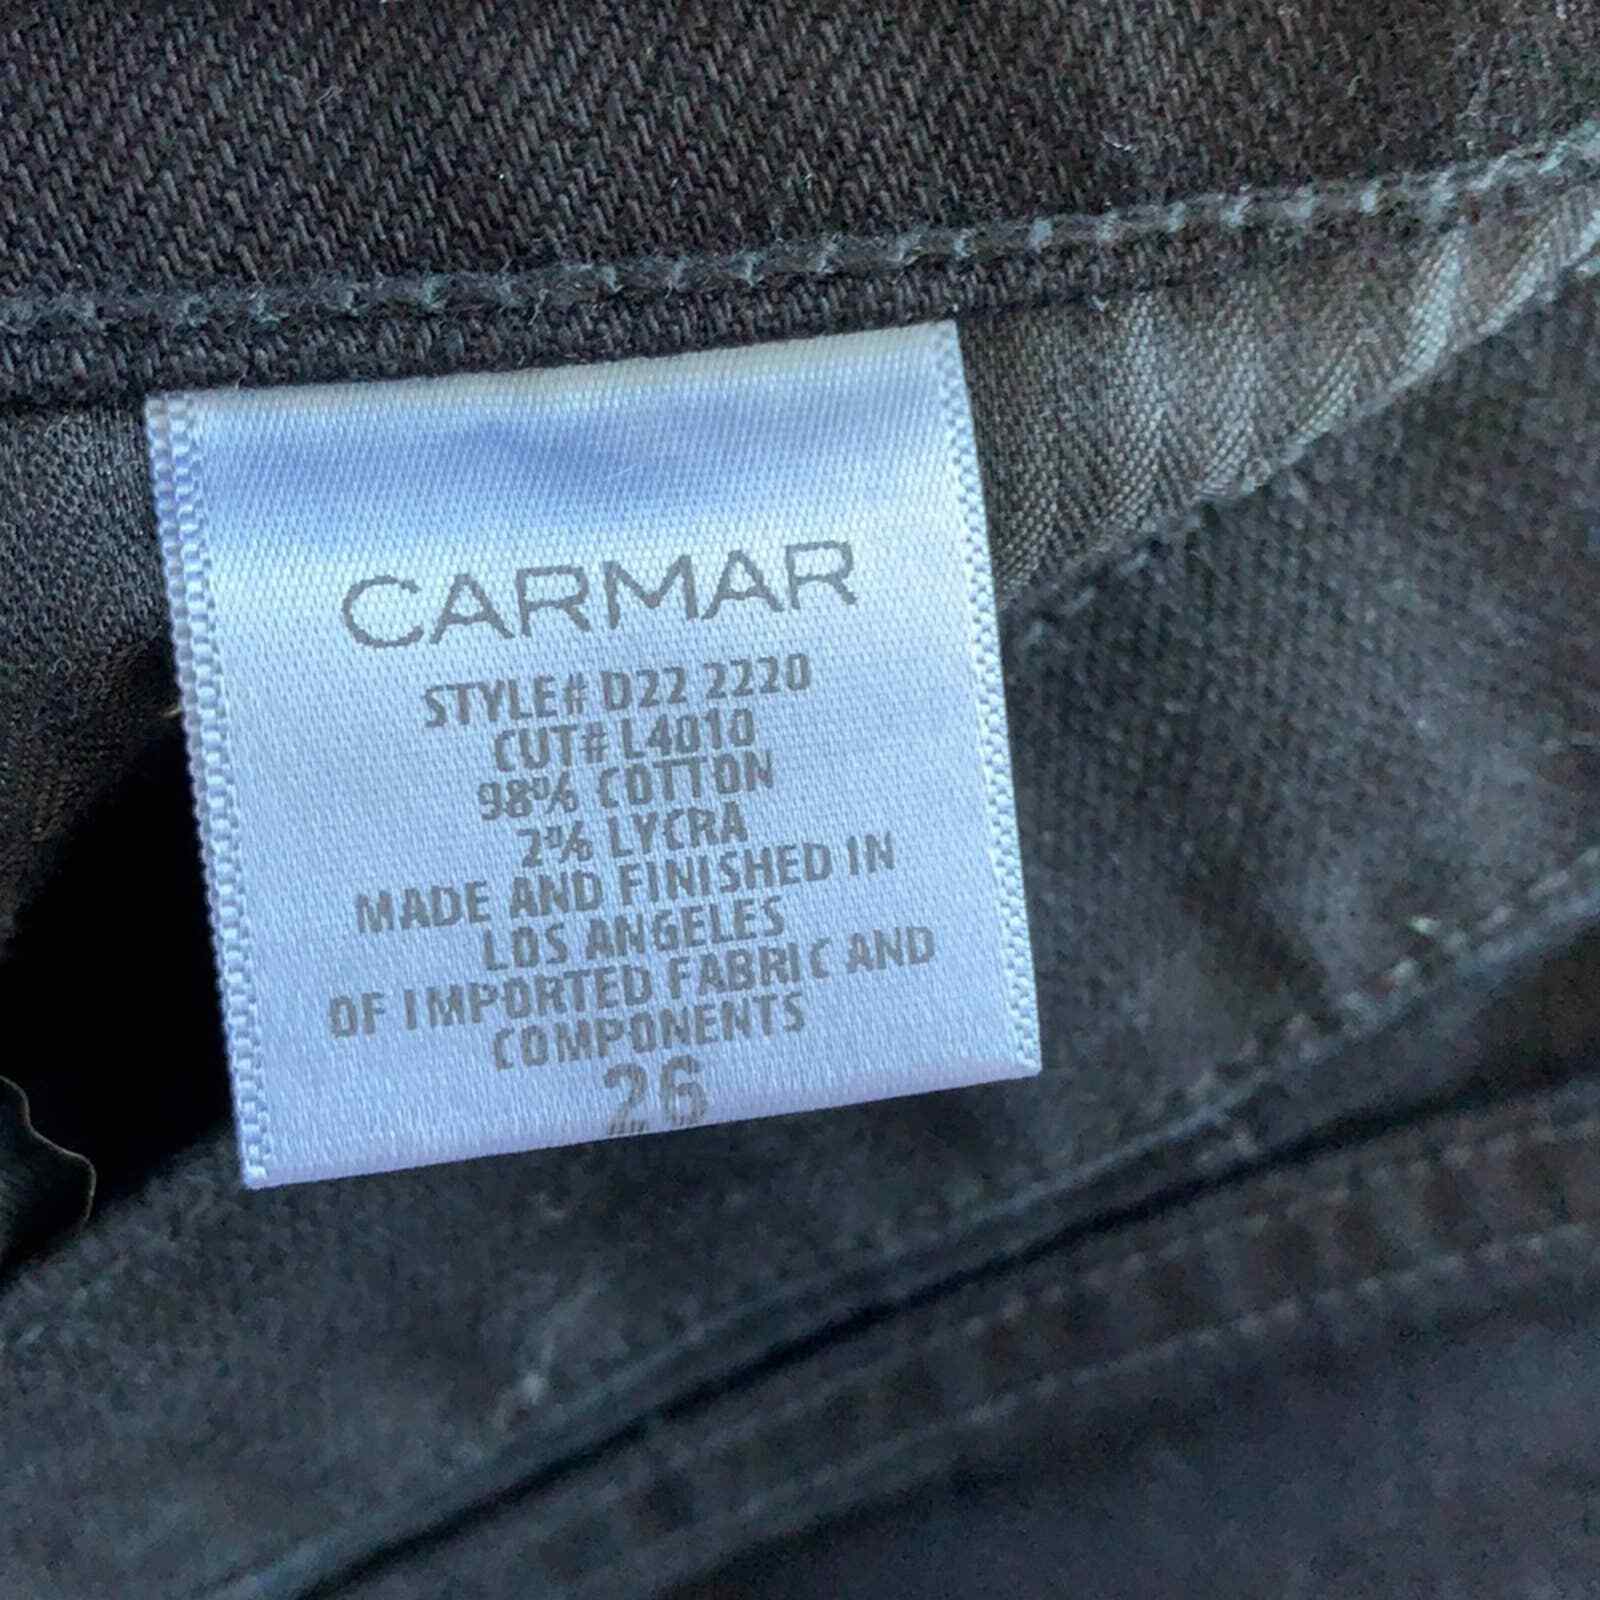 CARMAR
STYLE# D22 2220
CUT# L4010
98% COTTON
2% LYCRA
MADE AND FINISHED IN
LOS ANGELES
OF IMPORTED FABRIC AND
COMPONENTS
26